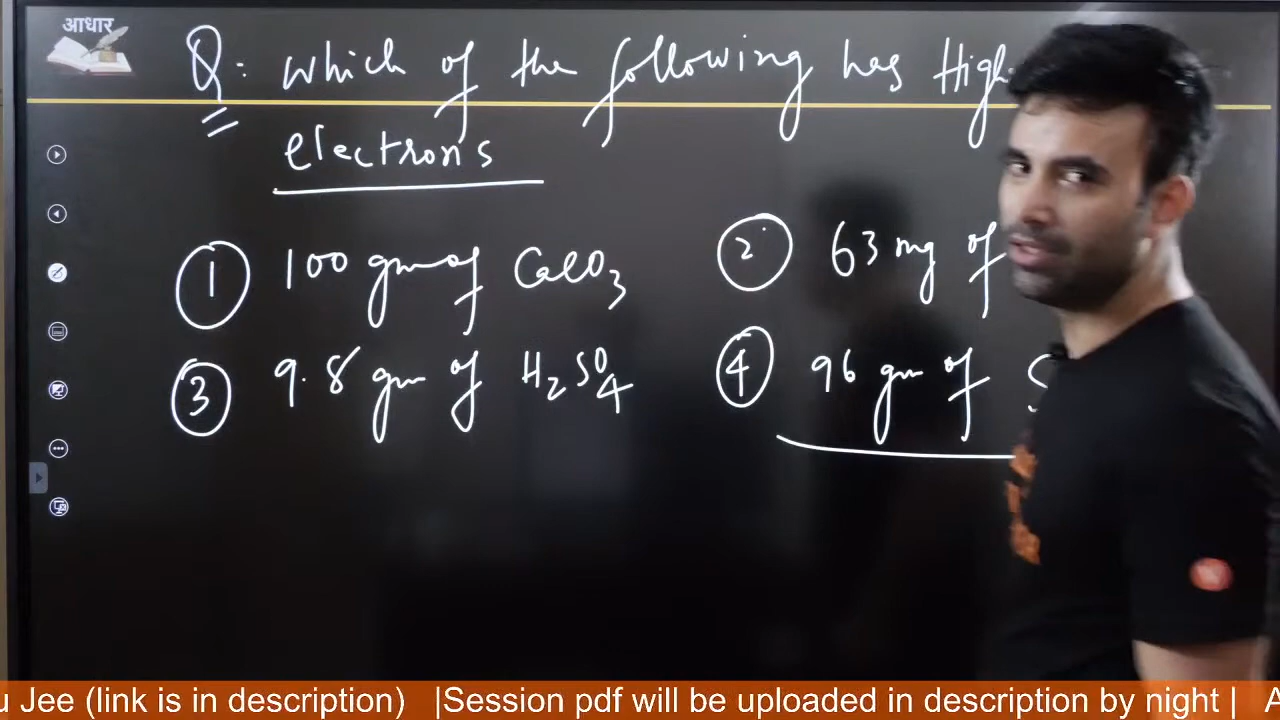 आधार
Q: which of the following has High
electrons
1 100 gm of CaCO3 2 63 mg of
3 9.8 gm of H2SO4 4 96 gm of
u Jee (link is in description) |Session pdf will be uploaded in description by night | A